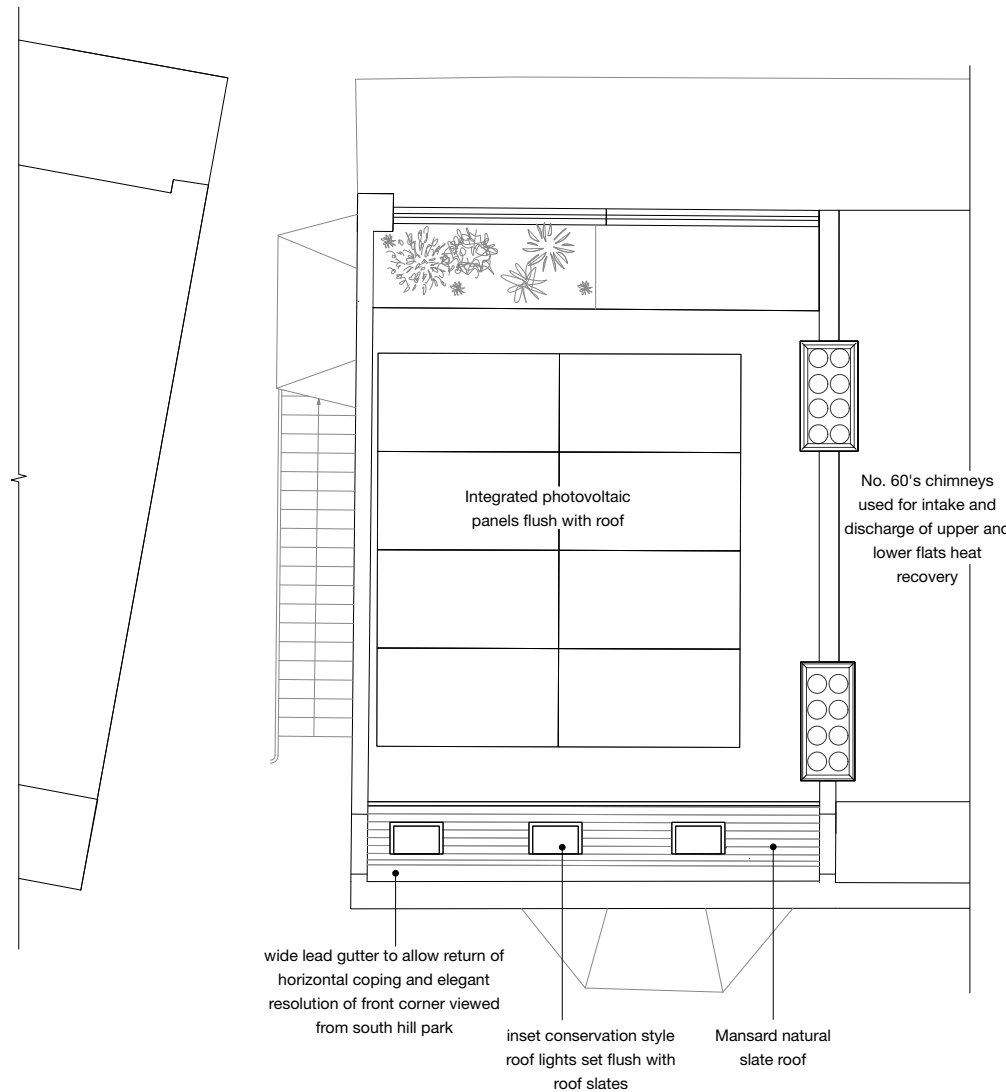 Integrated photovoltaic
panels flush with roof
No. 60's chimneys
used for intake and
discharge of upper and
lower flats heat
recovery
wide lead gutter to allow return of
horizontal coping and elegant
resolution of front corner viewed
from south hill park
inset conservation style
roof lights set flush with
roof slates
Mansard natural
slate roof